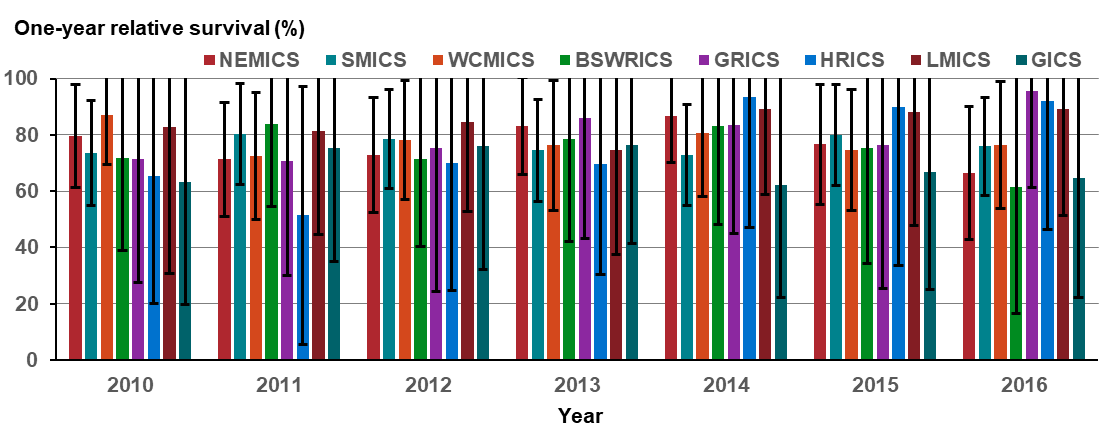 One-year relative survival (%)
NEMICS SMICS WCMICS BSWRICS GRICS HRICS LMICS GICS
100
80
60
40
20
0
2010 2011 2012 2013 2014 2015 2016
Year